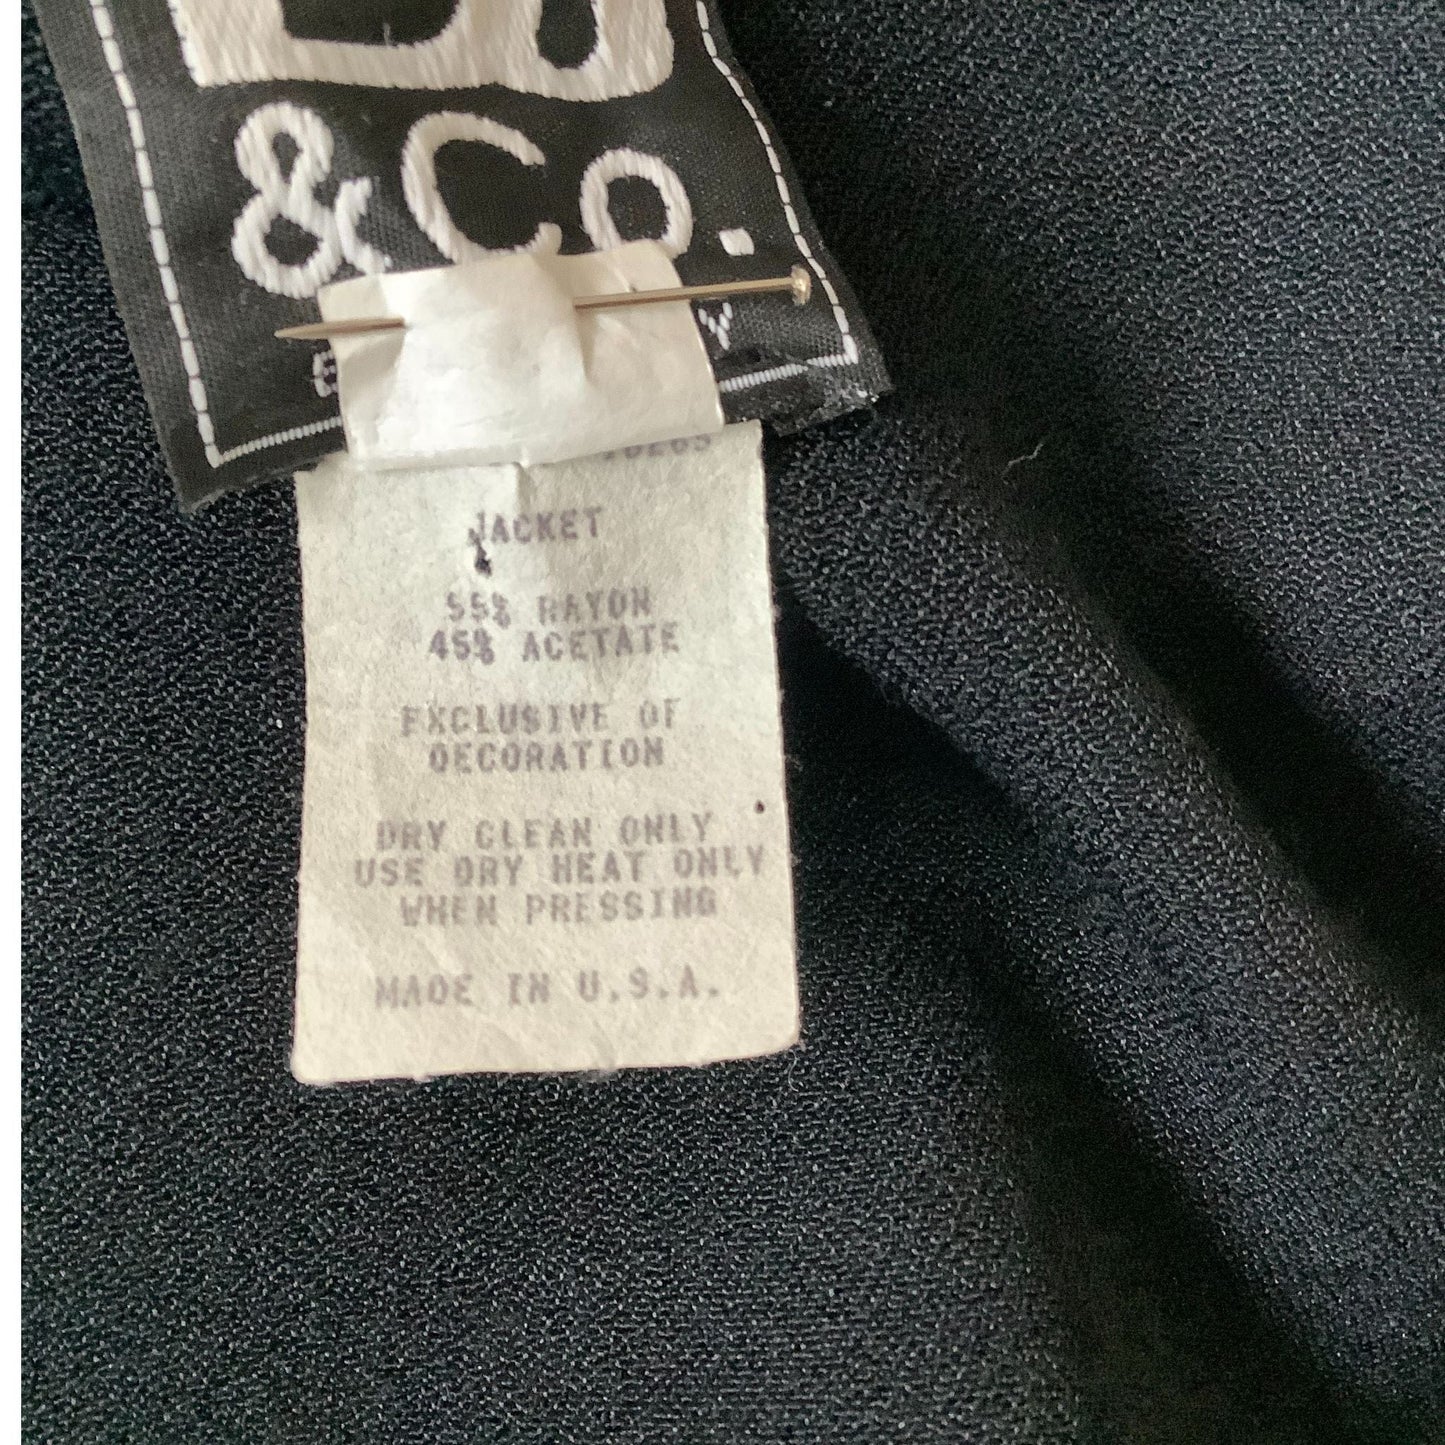 & Co.
JACKET
55% RAYON
45% ACETATE
EXCLUSIVE OF
DECORATION
DRY CLEAN ONLY
USE DRY HEAT ONLY
WHEN PRESSING
MADE IN U.S.A.